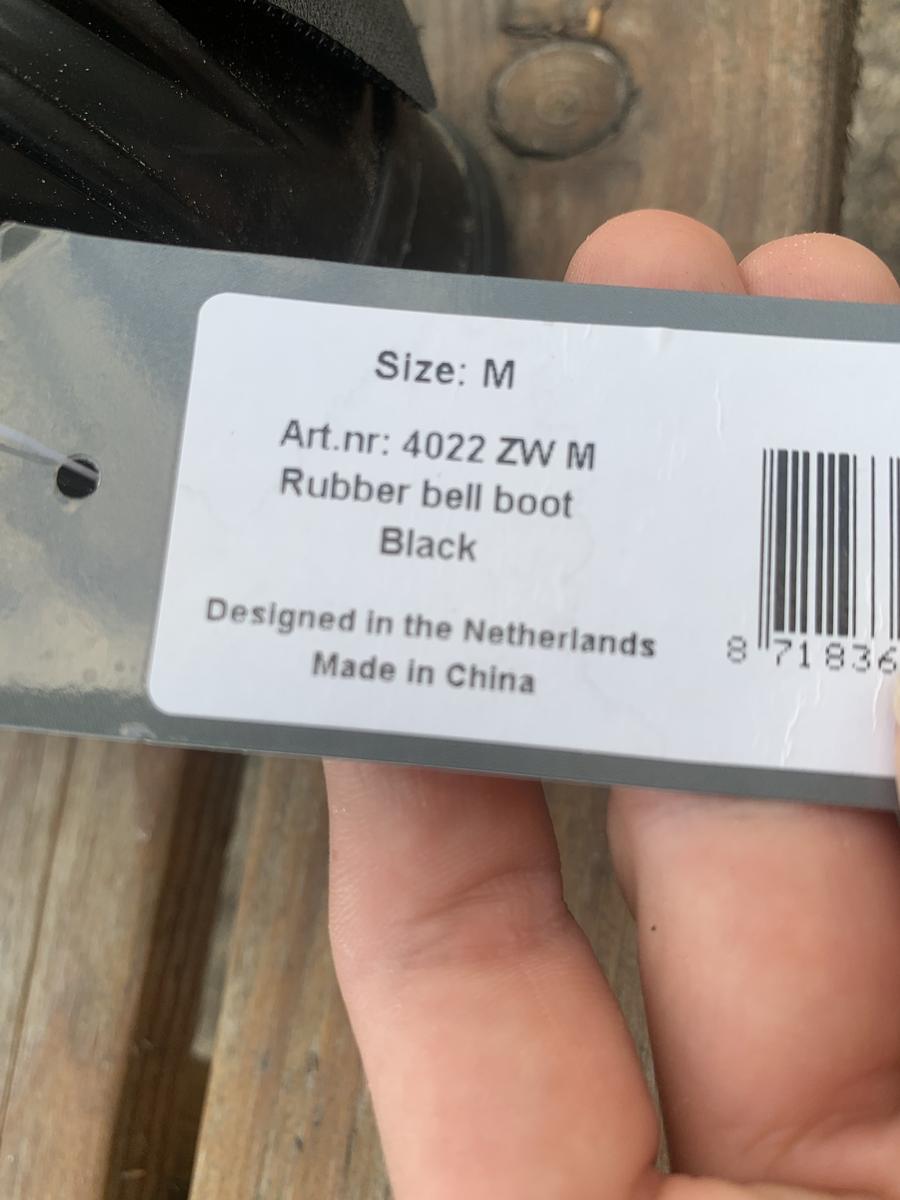 Size: M
Art.nr: 4022 ZW M
Rubber bell boot
Black
Designed in the Netherlands
Made in China
8 71836